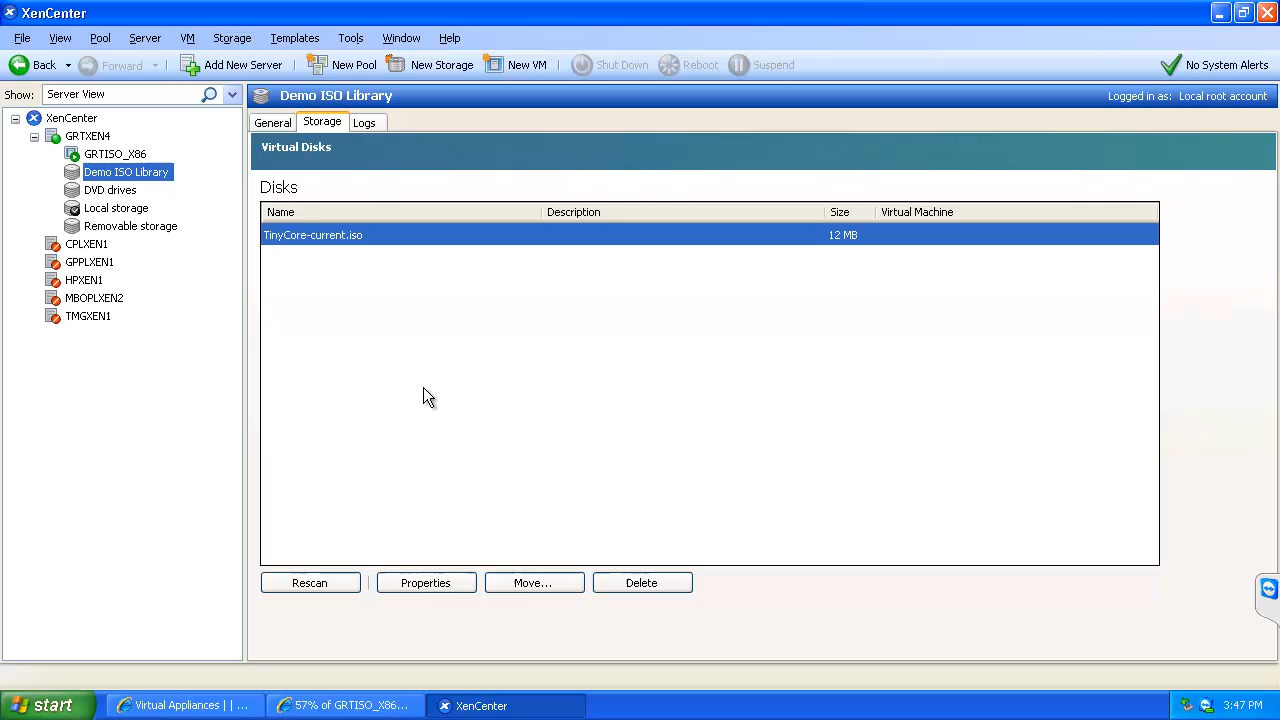 XenCenter
File View Pool Server VM Storage Templates Tools Window Help
Back Forward Add New Server New Pool New Storage New VM Shut Down Reboot Suspend No System Alerts
Show: Server View
Demo ISO Library Logged in as: Local root account
XenCenter
GRTXEN4
GRTISO_X86
Demo ISO Library
DVD drives
Local storage
Removable storage
CPLXEN1
GPPLXEN1
HPXEN1
MBOPLXEN2
TMGXEN1
General Storage Logs
Virtual Disks
Disks
Name Description Size Virtual Machine
TinyCore-current.iso 12 MB
Rescan Properties Move... Delete
start Virtual Appliances | | ... 57% of GRTISO_X86... XenCenter 3:47 PM